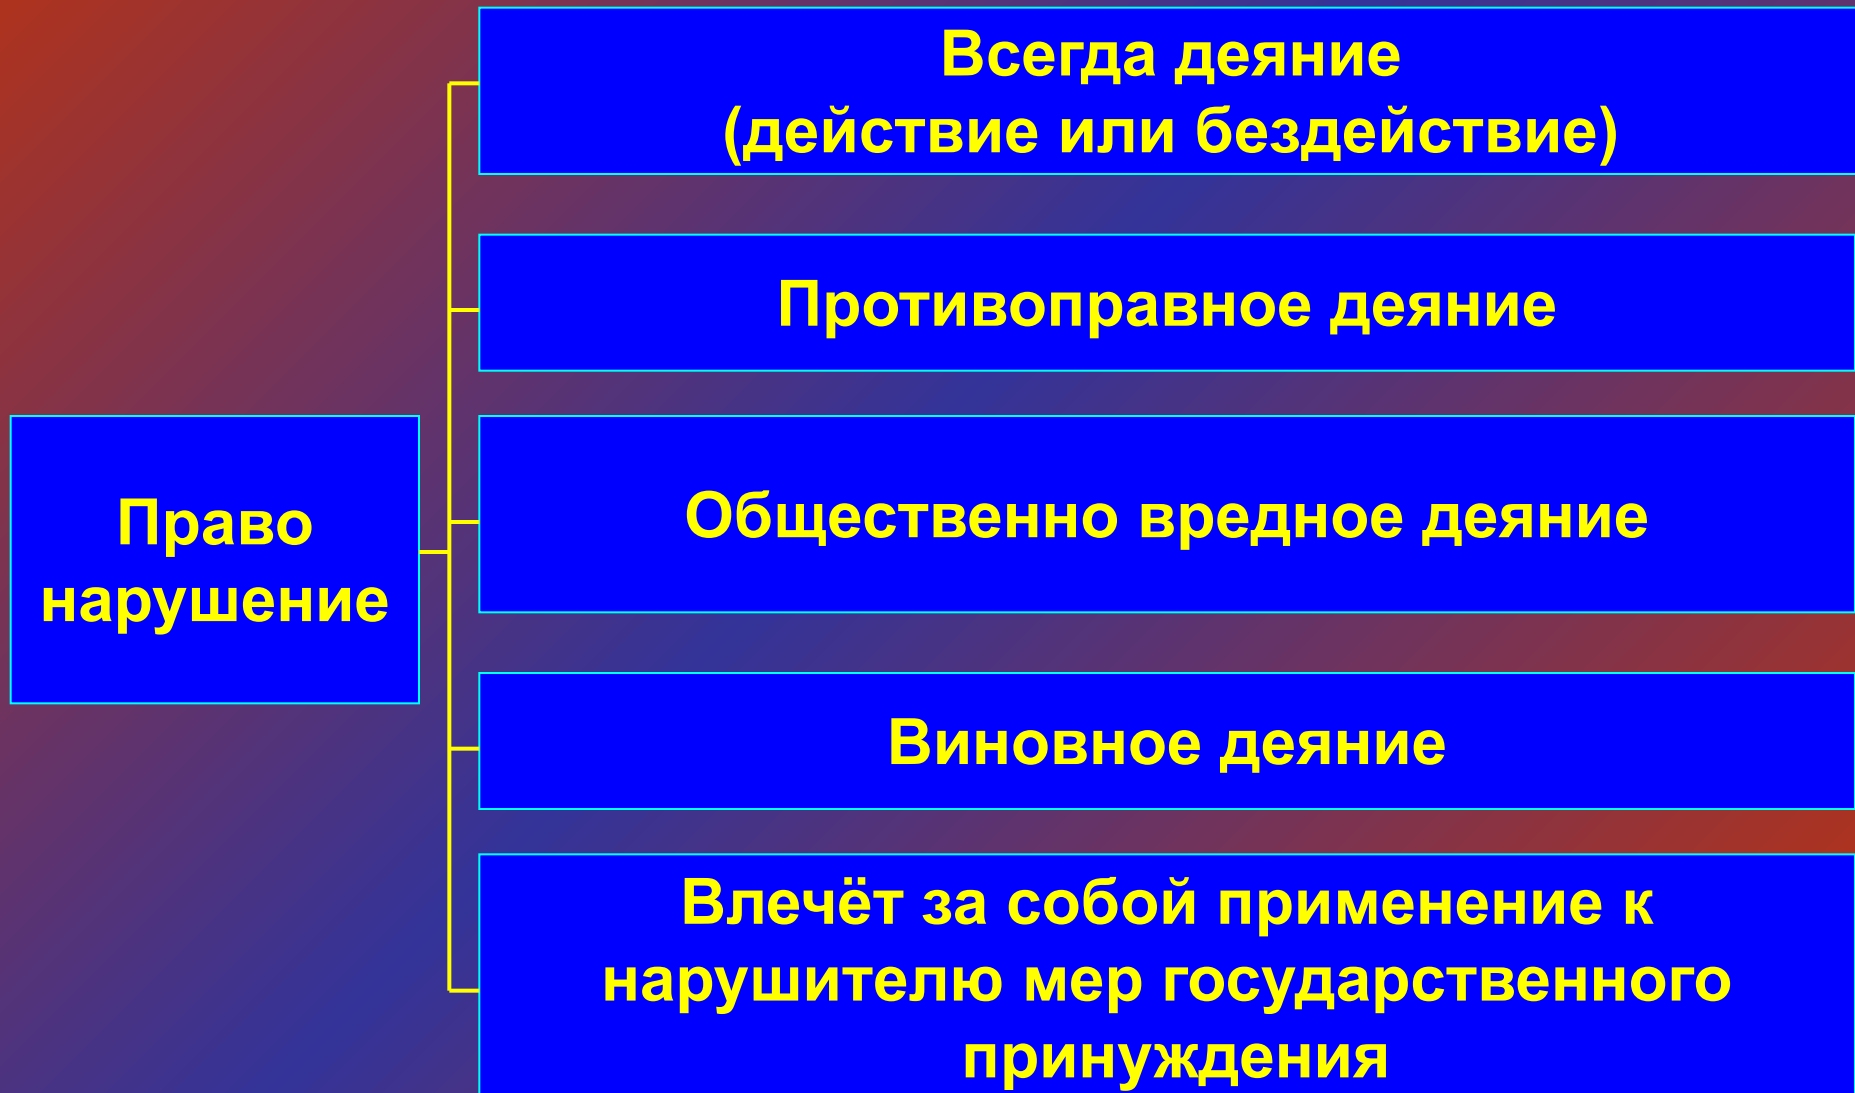 Всегда деяние
(действие или бездействие)
Противоправное деяние
Общественно вредное деяние
Право
нарушение
Виновное деяние
Влечёт за собой применение к
нарушителю мер государственного
принуждения